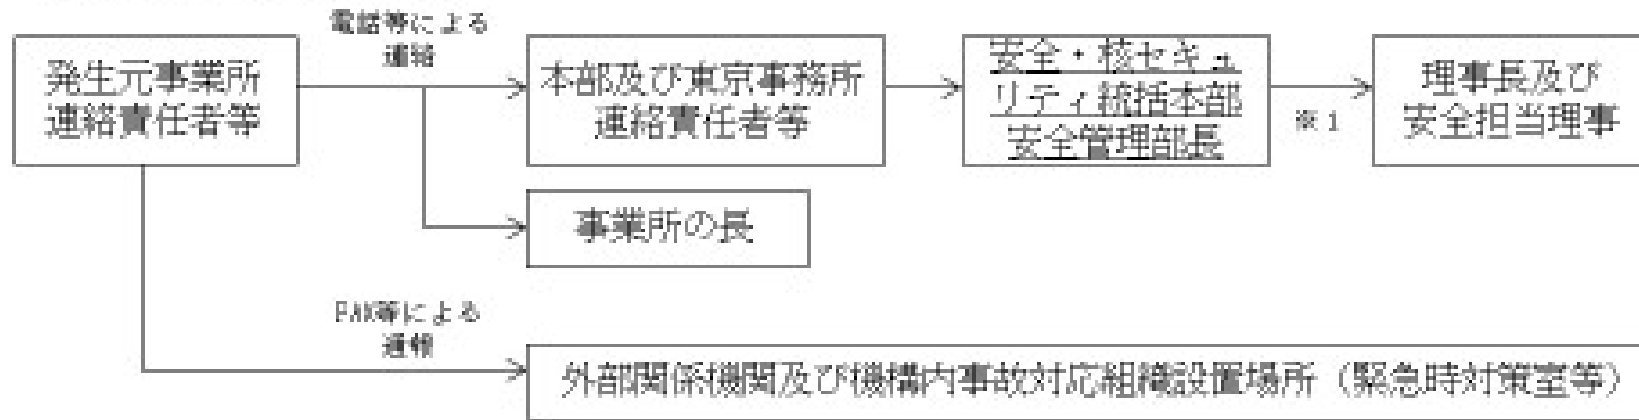 電話等による
連絡
発生元事業所
連絡責任者等
本部及び東京事務所
連絡責任者等
安全・核セキュ
リティ統括本部
安全管理部長
※1
理事長及び
安全担当理事
事業所の長
FAX等による
通報
外部関係機関及び機構内事故対応組織設置場所（緊急時対策室等）